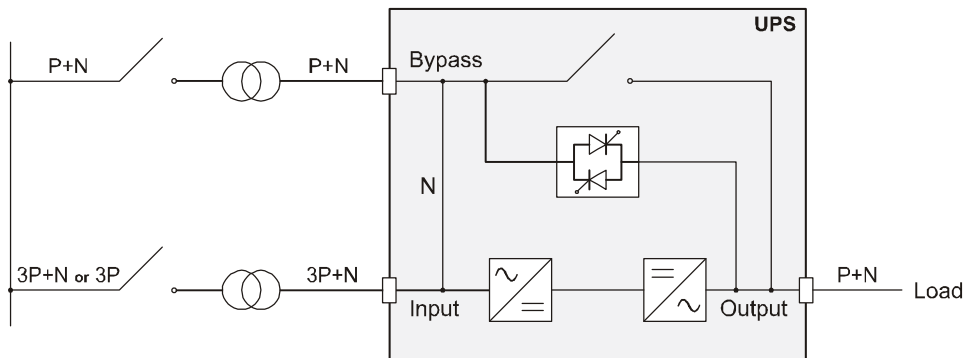 UPS
P+N
P+N
Bypass
N
3P+N or 3P
3P+N
Input
Output
P+N
Load